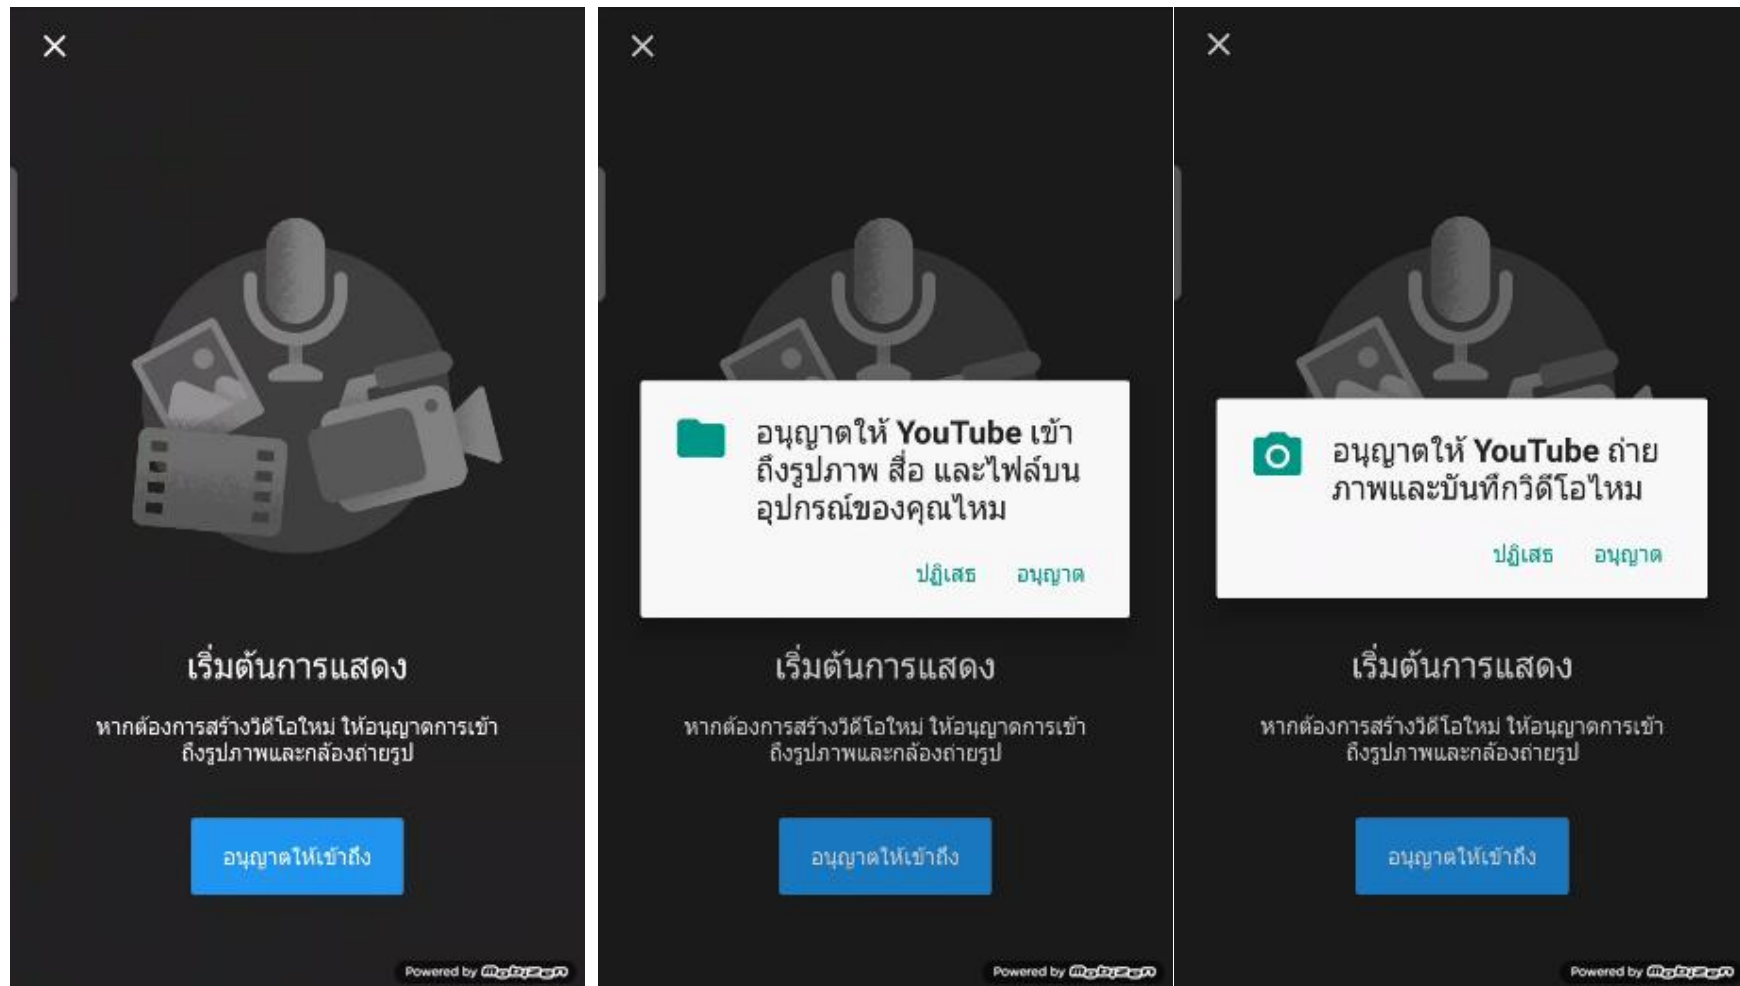 เริ่มต้นการแสดง
หากต้องการสร้างวิดีโอใหม่ ให้อนุญาตการเข้า
ถึงรูปภาพและกล้องถ่ายรูป
อนุญาตให้เข้าถึง
Powered by mobizen
อนุญาตให้ YouTube เข้า
ถึงรูปภาพ สื่อ และไฟล์บน
อุปกรณ์ของคุณไหม
ปฏิเสธ อนุญาต
เริ่มต้นการแสดง
หากต้องการสร้างวิดีโอใหม่ ให้อนุญาตการเข้า
ถึงรูปภาพและกล้องถ่ายรูป
อนุญาตให้เข้าถึง
Powered by mobizen
อนุญาตให้ YouTube ถ่าย
ภาพและบันทึกวิดีโอไหม
ปฏิเสธ อนุญาต
เริ่มต้นการแสดง
หากต้องการสร้างวิดีโอใหม่ ให้อนุญาตการเข้า
ถึงรูปภาพและกล้องถ่ายรูป
อนุญาตให้เข้าถึง
Powered by mobizen